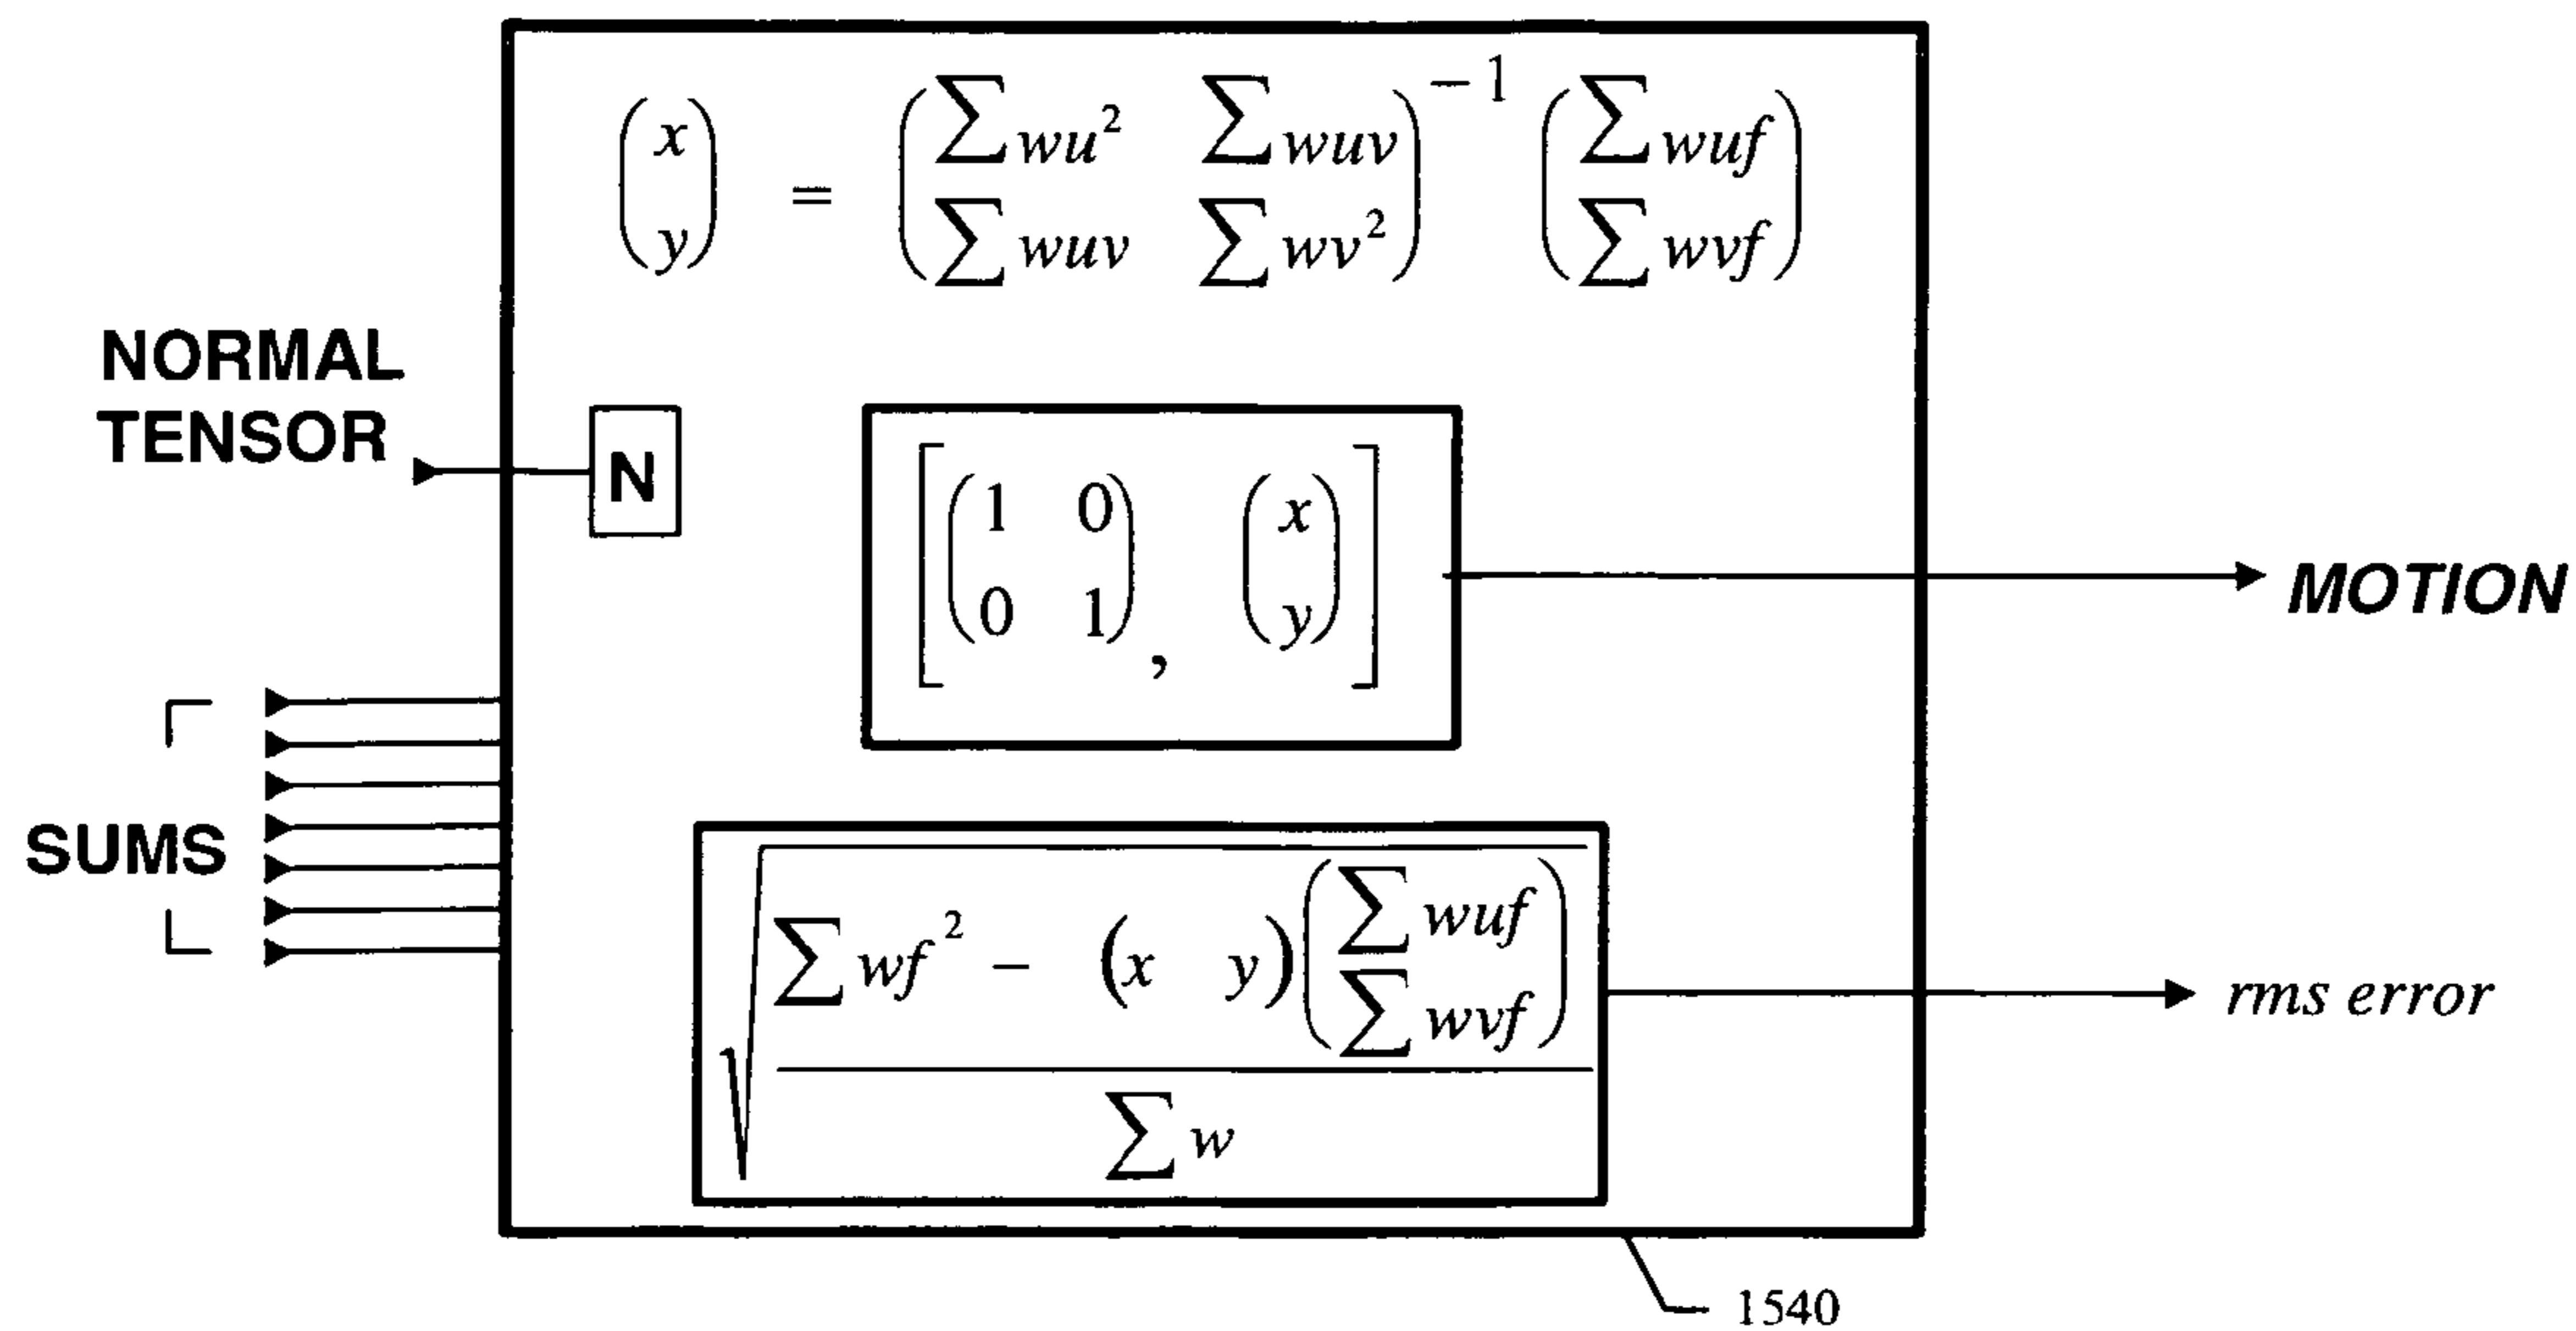 (x y) = (∑wu² ∑wuv ∑wuv ∑wv²)⁻¹ (∑wuf ∑wvf)
NORMAL
TENSOR
N
[(1 0 0 1), (x y)]
MOTION
SUMS
√((∑wf² − (x y)(∑wuf ∑wvf)) / ∑w)
rms error
1540